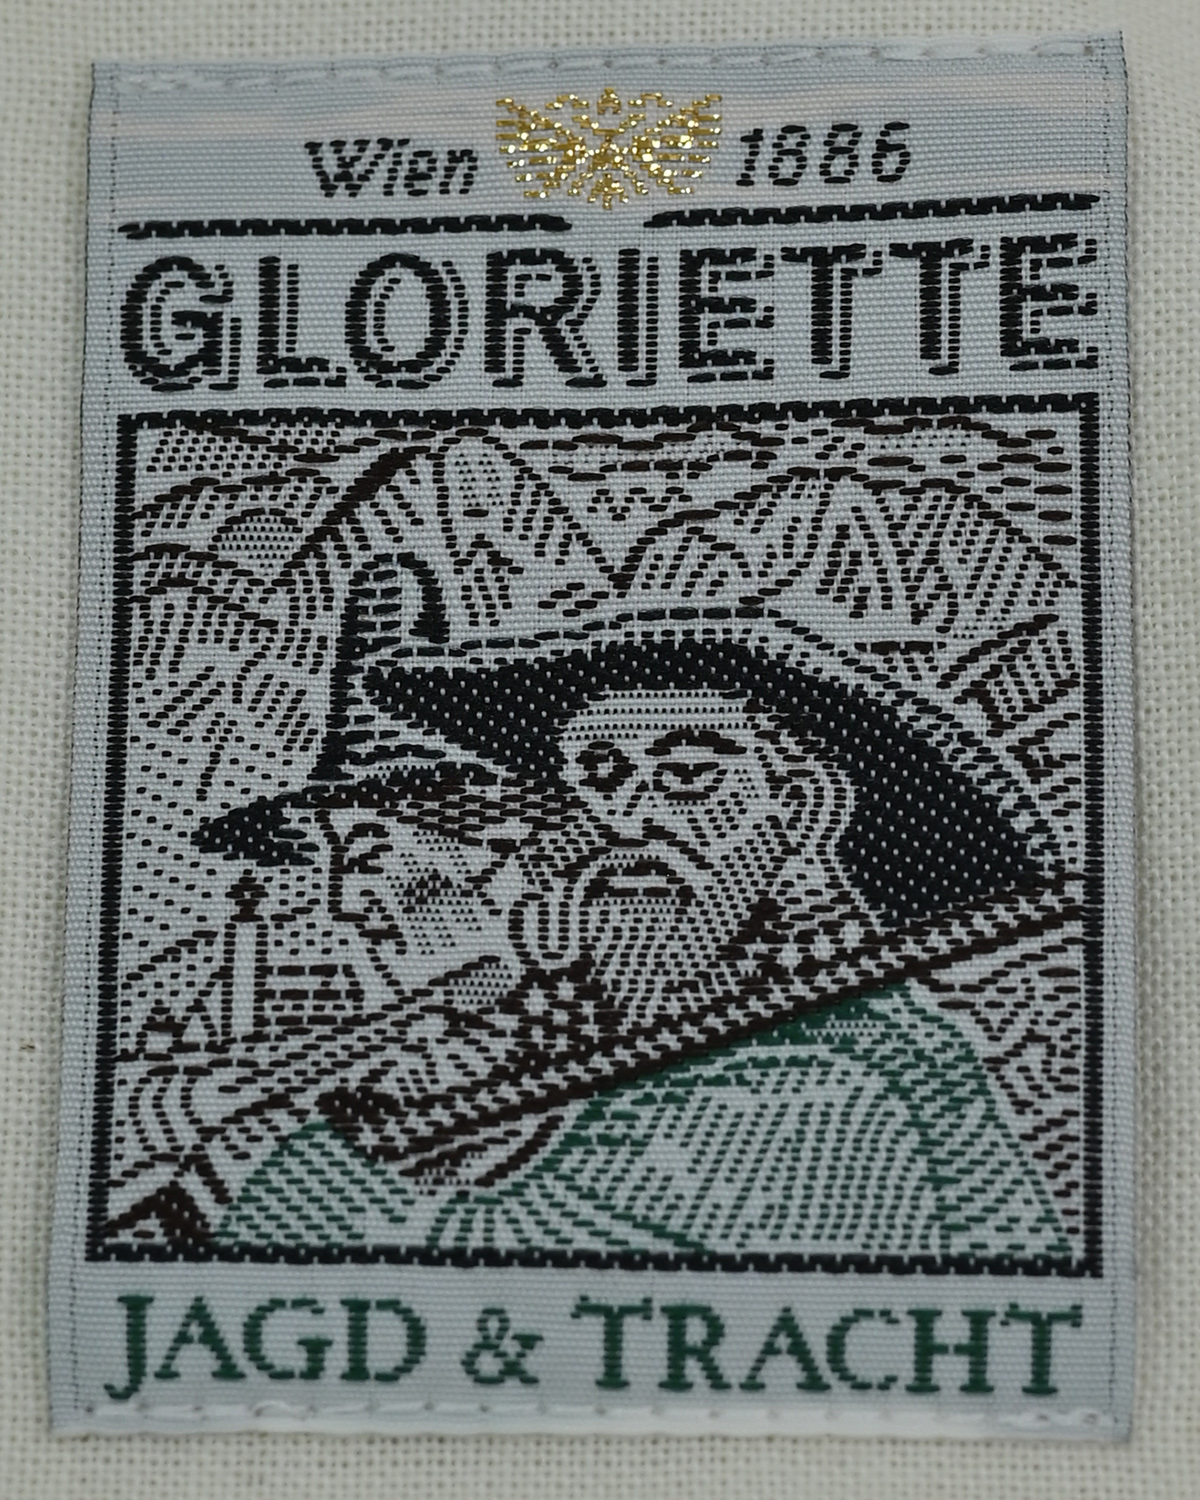 Wien 1886
GLORIETTE
JAGD & TRACHT